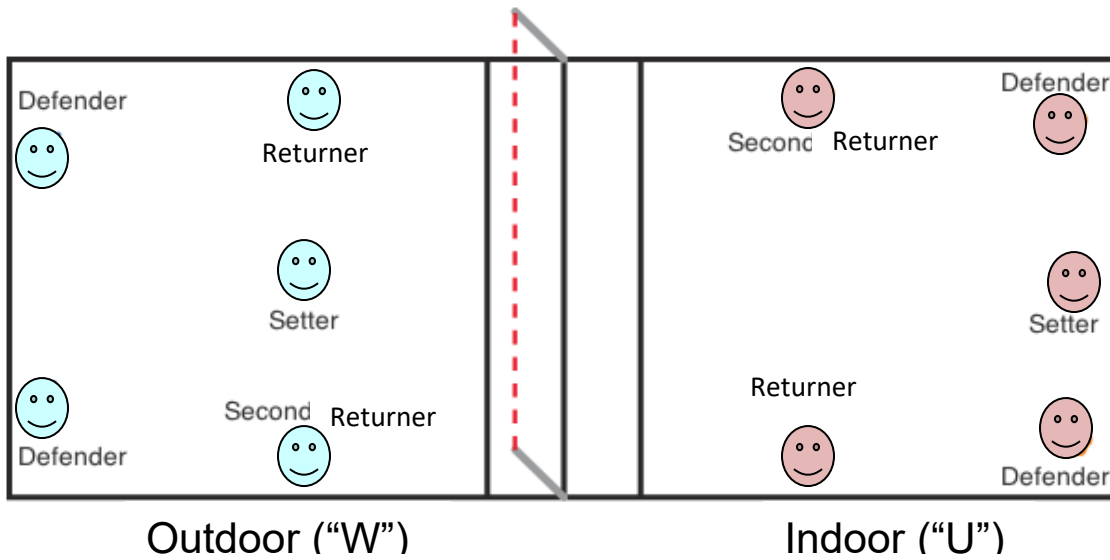 Defender
Returner
Setter
Second Returner
Defender
Outdoor (“W”)
Defender
Second Returner
Setter
Returner
Defender
Indoor (“U”)